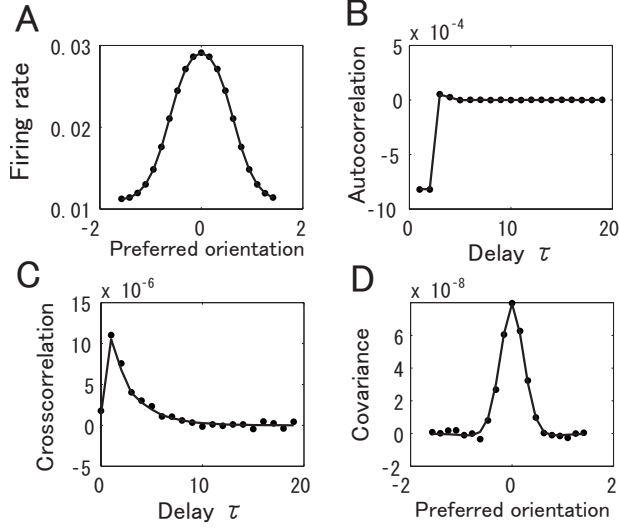 A
Firing rate
0.03
0.02
0.01
-2
0
2
Preferred orientation
B
x 10^-4
Autocorrelation
5
0
-5
-10
0
10
20
Delay τ
C
x 10^-6
Crosscorrelation
15
10
5
0
-5
0
10
20
Delay τ
D
x 10^-8
Covariance
6
4
2
0
-2
-2
0
2
Preferred orientation